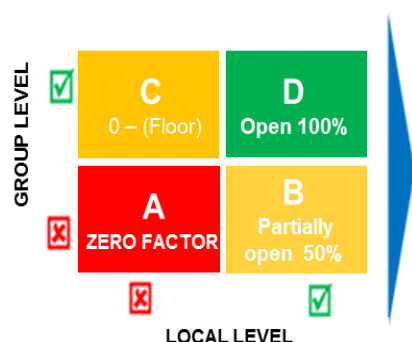 GROUP LEVEL
C
0 – (Floor)
D
Open 100%
A
ZERO FACTOR
B
Partially
open 50%
LOCAL LEVEL